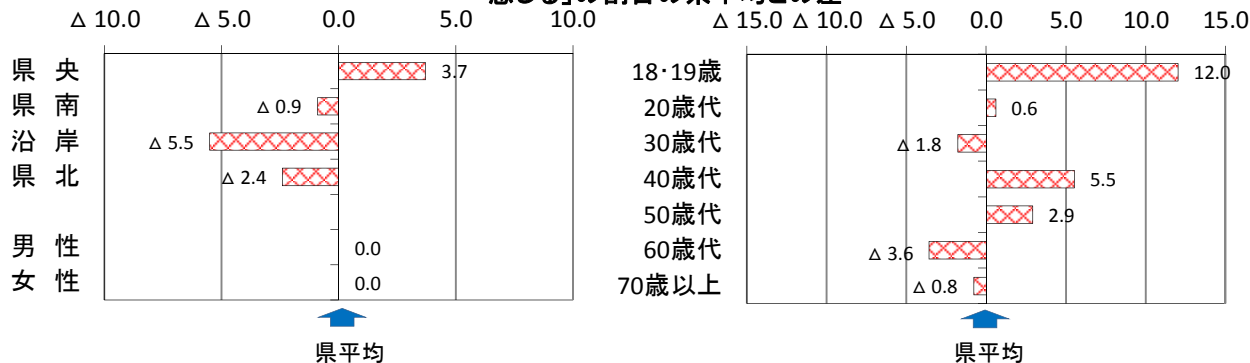 感じる」の割合の県平均との差
△ 10.0 △ 5.0 0.0 5.0 10.0
県 央 3.7
県 南 △ 0.9
沿 岸 △ 5.5
県 北 △ 2.4
男 性 0.0
女 性 0.0
県平均
△ 15.0 △ 10.0 △ 5.0 0.0 5.0 10.0 15.0
18・19歳 12.0
20歳代 0.6
30歳代 △ 1.8
40歳代 5.5
50歳代 2.9
60歳代 △ 3.6
70歳以上 △ 0.8
県平均